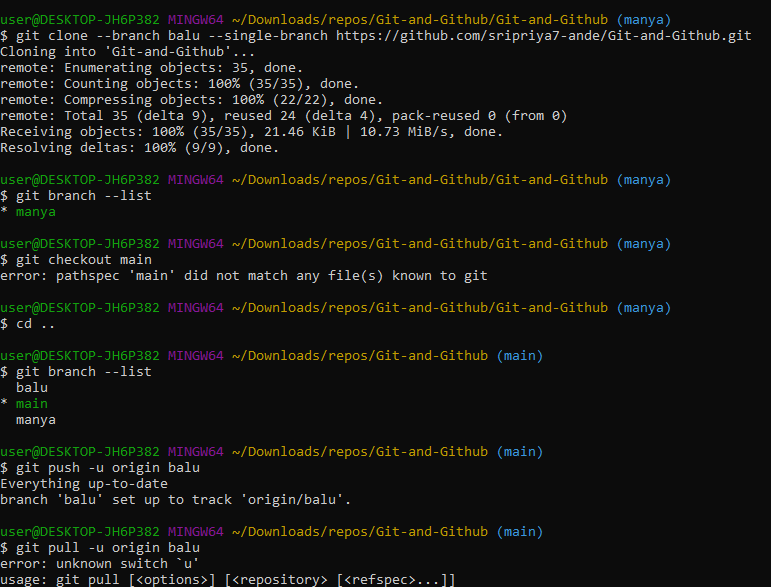 user@DESKTOP-JH6P382 MINGW64 ~/Downloads/repos/Git-and-Github/Git-and-Github (manya)
$ git clone --branch balu --single-branch https://github.com/sripriya7-ande/Git-and-Github.git
Cloning into 'Git-and-Github'...
remote: Enumerating objects: 35, done.
remote: Counting objects: 100% (35/35), done.
remote: Compressing objects: 100% (22/22), done.
remote: Total 35 (delta 9), reused 24 (delta 4), pack-reused 0 (from 0)
Receiving objects: 100% (35/35), 21.46 KiB | 10.73 MiB/s, done.
Resolving deltas: 100% (9/9), done.
user@DESKTOP-JH6P382 MINGW64 ~/Downloads/repos/Git-and-Github/Git-and-Github (manya)
$ git branch --list
* manya
user@DESKTOP-JH6P382 MINGW64 ~/Downloads/repos/Git-and-Github/Git-and-Github (manya)
$ git checkout main
error: pathspec 'main' did not match any file(s) known to git
user@DESKTOP-JH6P382 MINGW64 ~/Downloads/repos/Git-and-Github/Git-and-Github (manya)
$ cd ..
user@DESKTOP-JH6P382 MINGW64 ~/Downloads/repos/Git-and-Github (main)
$ git branch --list
balu
* main
manya
user@DESKTOP-JH6P382 MINGW64 ~/Downloads/repos/Git-and-Github (main)
$ git push -u origin balu
Everything up-to-date
branch 'balu' set up to track 'origin/balu'.
user@DESKTOP-JH6P382 MINGW64 ~/Downloads/repos/Git-and-Github (main)
$ git pull -u origin balu
error: unknown switch `u'
usage: git pull [<options>] [<repository> [<refspec>...]]